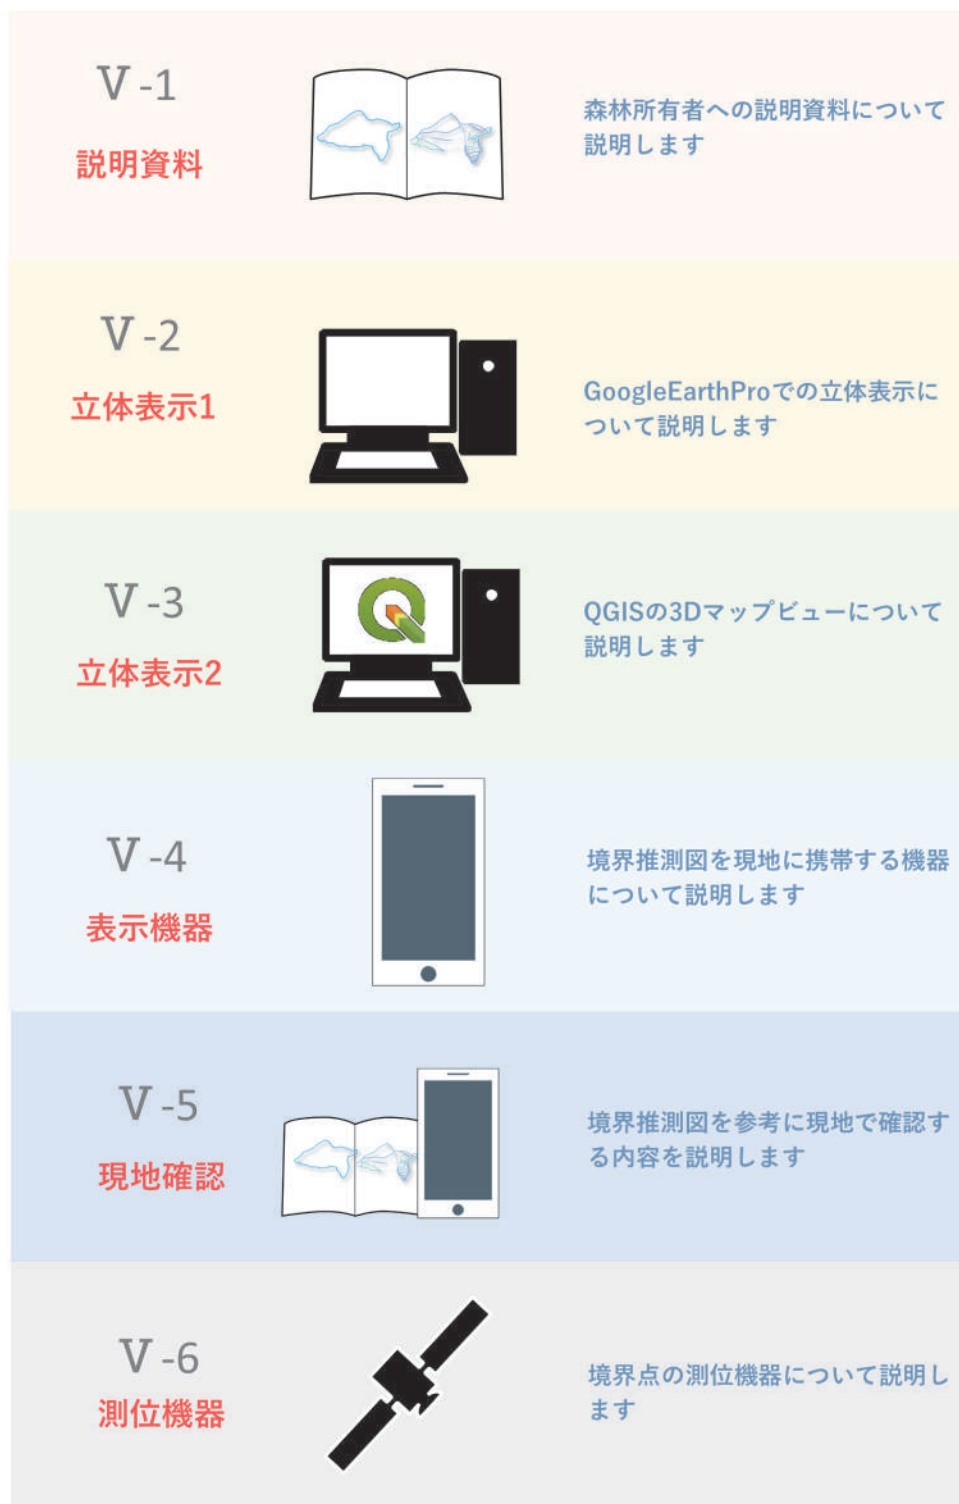 Ⅴ-1
説明資料
森林所有者への説明資料について
説明します
Ⅴ-2
立体表示1
GoogleEarthProでの立体表示に
ついて説明します
Ⅴ-3
立体表示2
QGISの3Dマップビューについて
説明します
Ⅴ-4
表示機器
境界推測図を現地に携帯する機器
について説明します
Ⅴ-5
現地確認
境界推測図を参考に現地で確認す
る内容を説明します
Ⅴ-6
測位機器
境界点の測位機器について説明し
ます